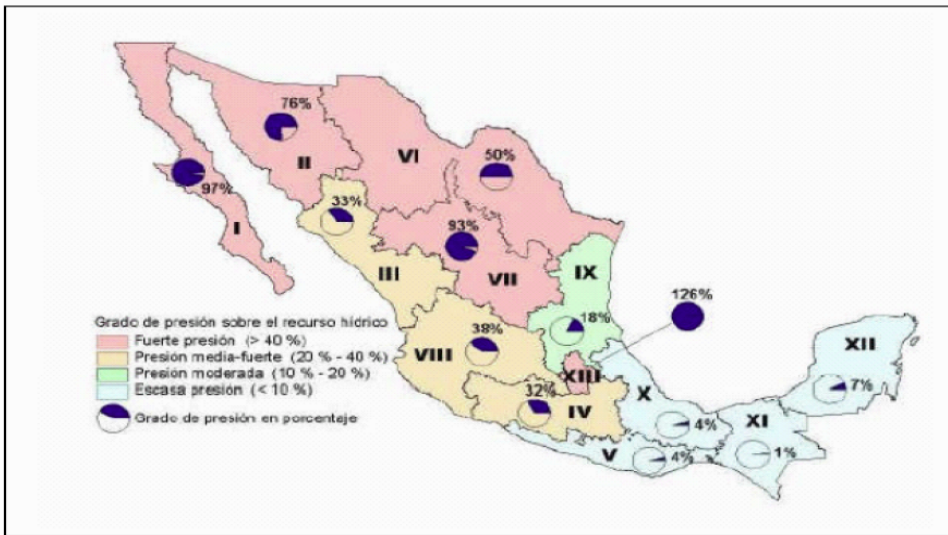 76%
VI
50%
II
97%
33%
93%
I
III
VII
IX
126%
18%
Grado de presión sobre el recurso hídrico
Fuerte presión (> 40 %)
Presión media-fuerte (20 % - 40 %)
Presión moderada (10 % - 20 %)
Escasa presión (< 10 %)
Grado de presión en porcentaje
38%
VIII
XIII
32%
IV
X
XII
7%
XI
4%
V
4%
1%